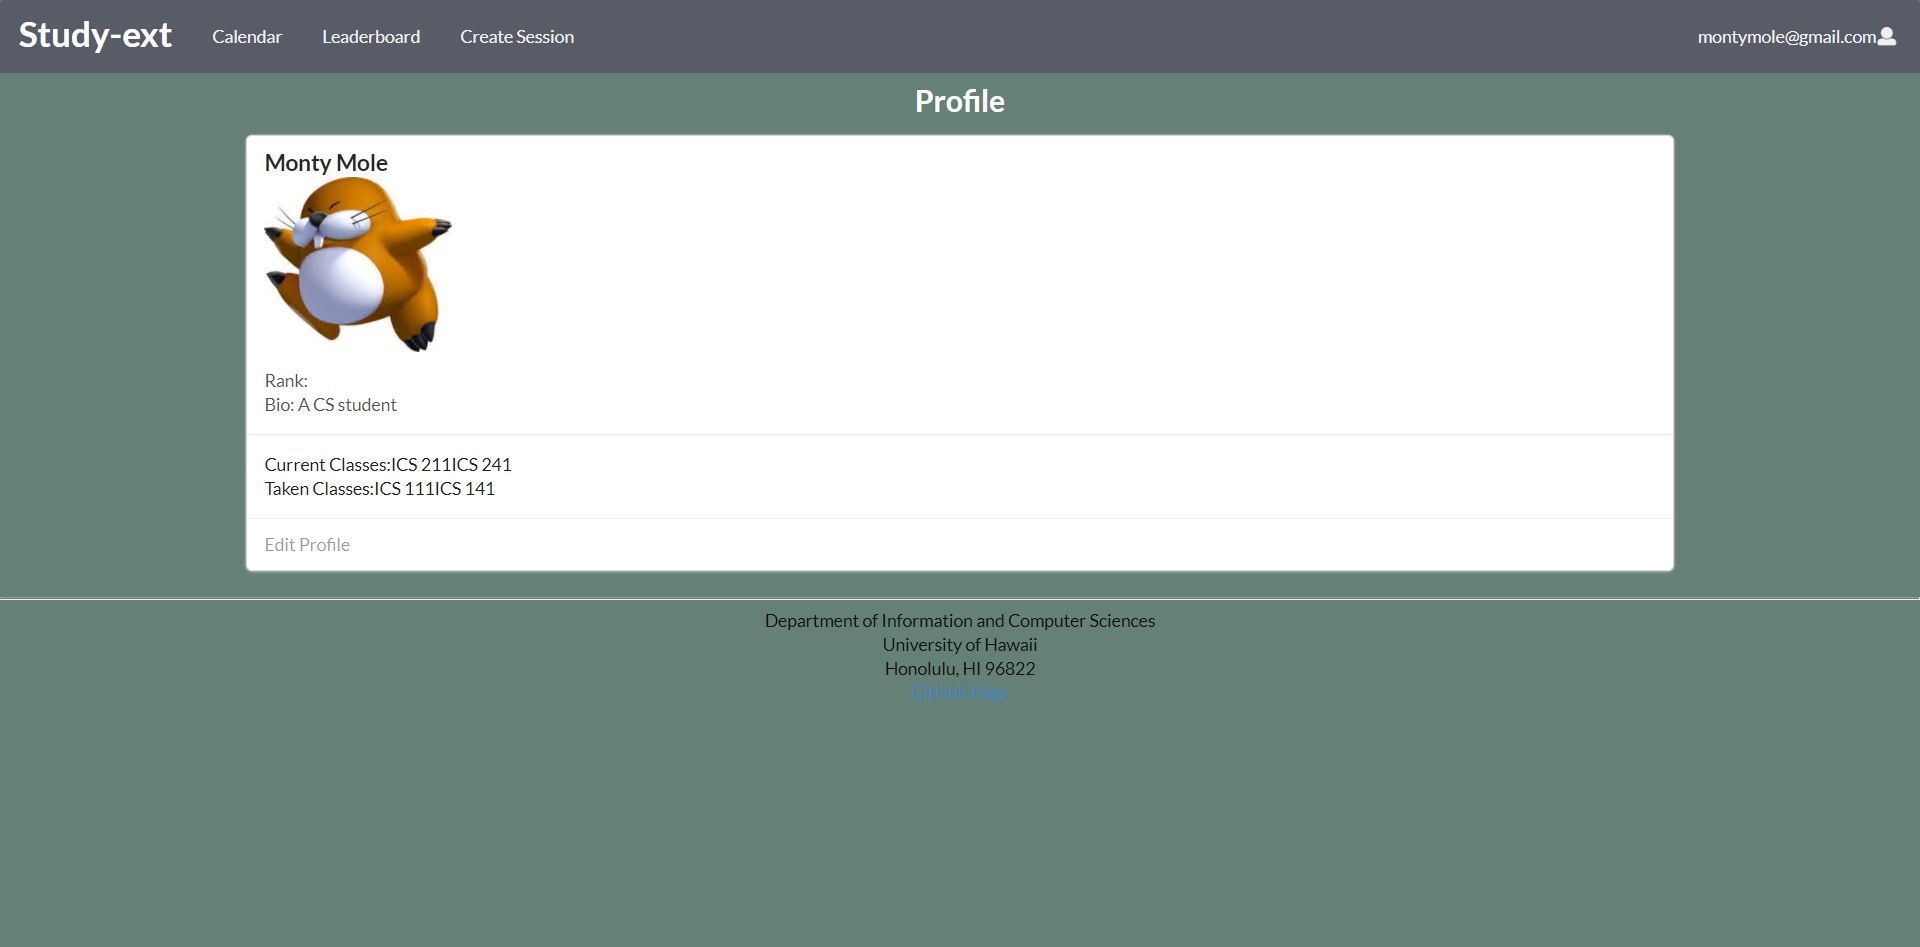 Study-ext Calendar Leaderboard Create Session montymole@gmail.com
Profile
Monty Mole
Rank:
Bio: A CS student
Current Classes:ICS 211ICS 241
Taken Classes:ICS 111ICS 141
Edit Profile
Department of Information and Computer Sciences
University of Hawaii
Honolulu, HI 96822
GitHub Page